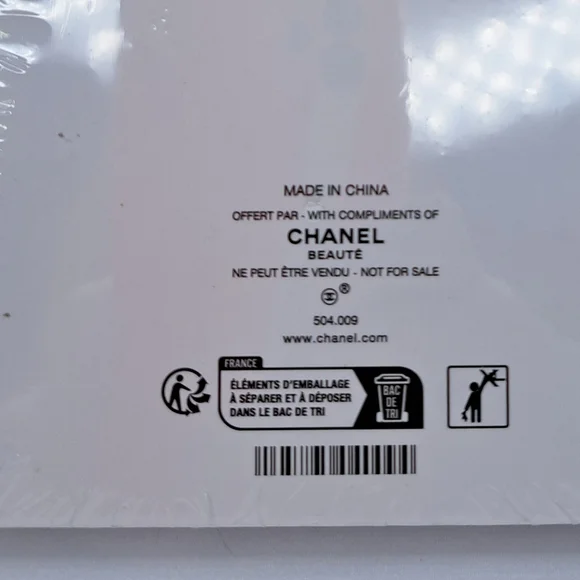 MADE IN CHINA
OFFERT PAR - WITH COMPLIMENTS OF
CHANEL
BEAUTÉ
NE PEUT ÊTRE VENDU - NOT FOR SALE
®
504.009
www.chanel.com
FRANCE
ÉLÉMENTS D'EMBALLAGE
À SÉPARER ET À DÉPOSER
DANS LE BAC DE TRI
BAC
DE
TRI